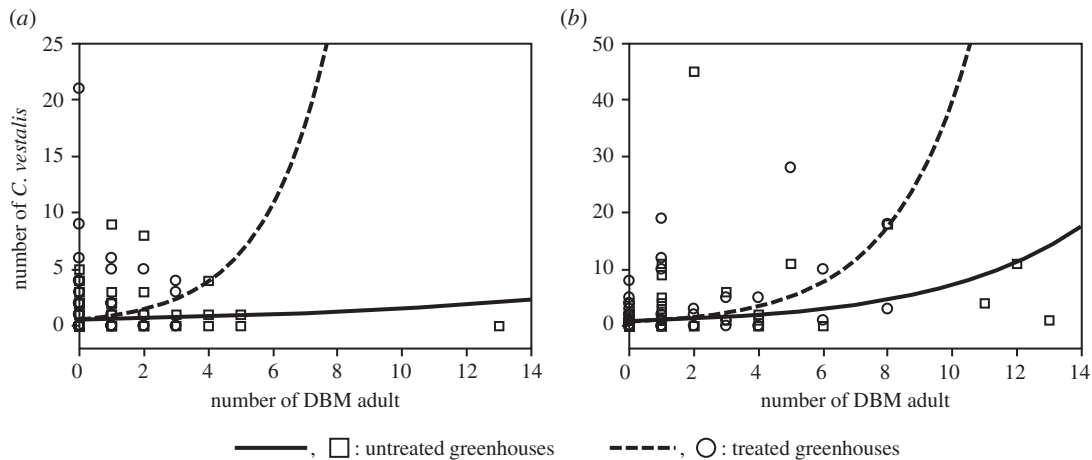 (a) (b)
25 50
20 40
15 30
10 20
5 10
0 0
0 2 4 6 8 10 12 14 0 2 4 6 8 10 12 14
number of C. vestalis
number of DBM adult number of DBM adult
, : untreated greenhouses , : treated greenhouses